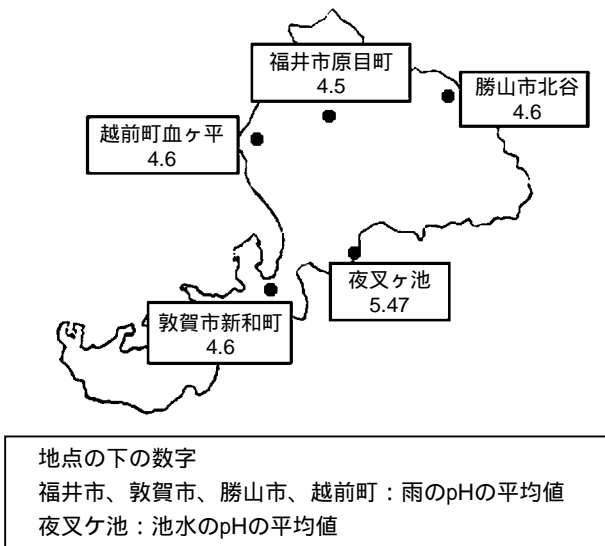 福井市原目町
4.5
勝山市北谷
4.6
越前町血ヶ平
4.6
夜叉ヶ池
5.47
敦賀市新和町
4.6
地点の下の数字
福井市、敦賀市、勝山市、越前町：雨のpHの平均値
夜叉ケ池：池水のpHの平均値